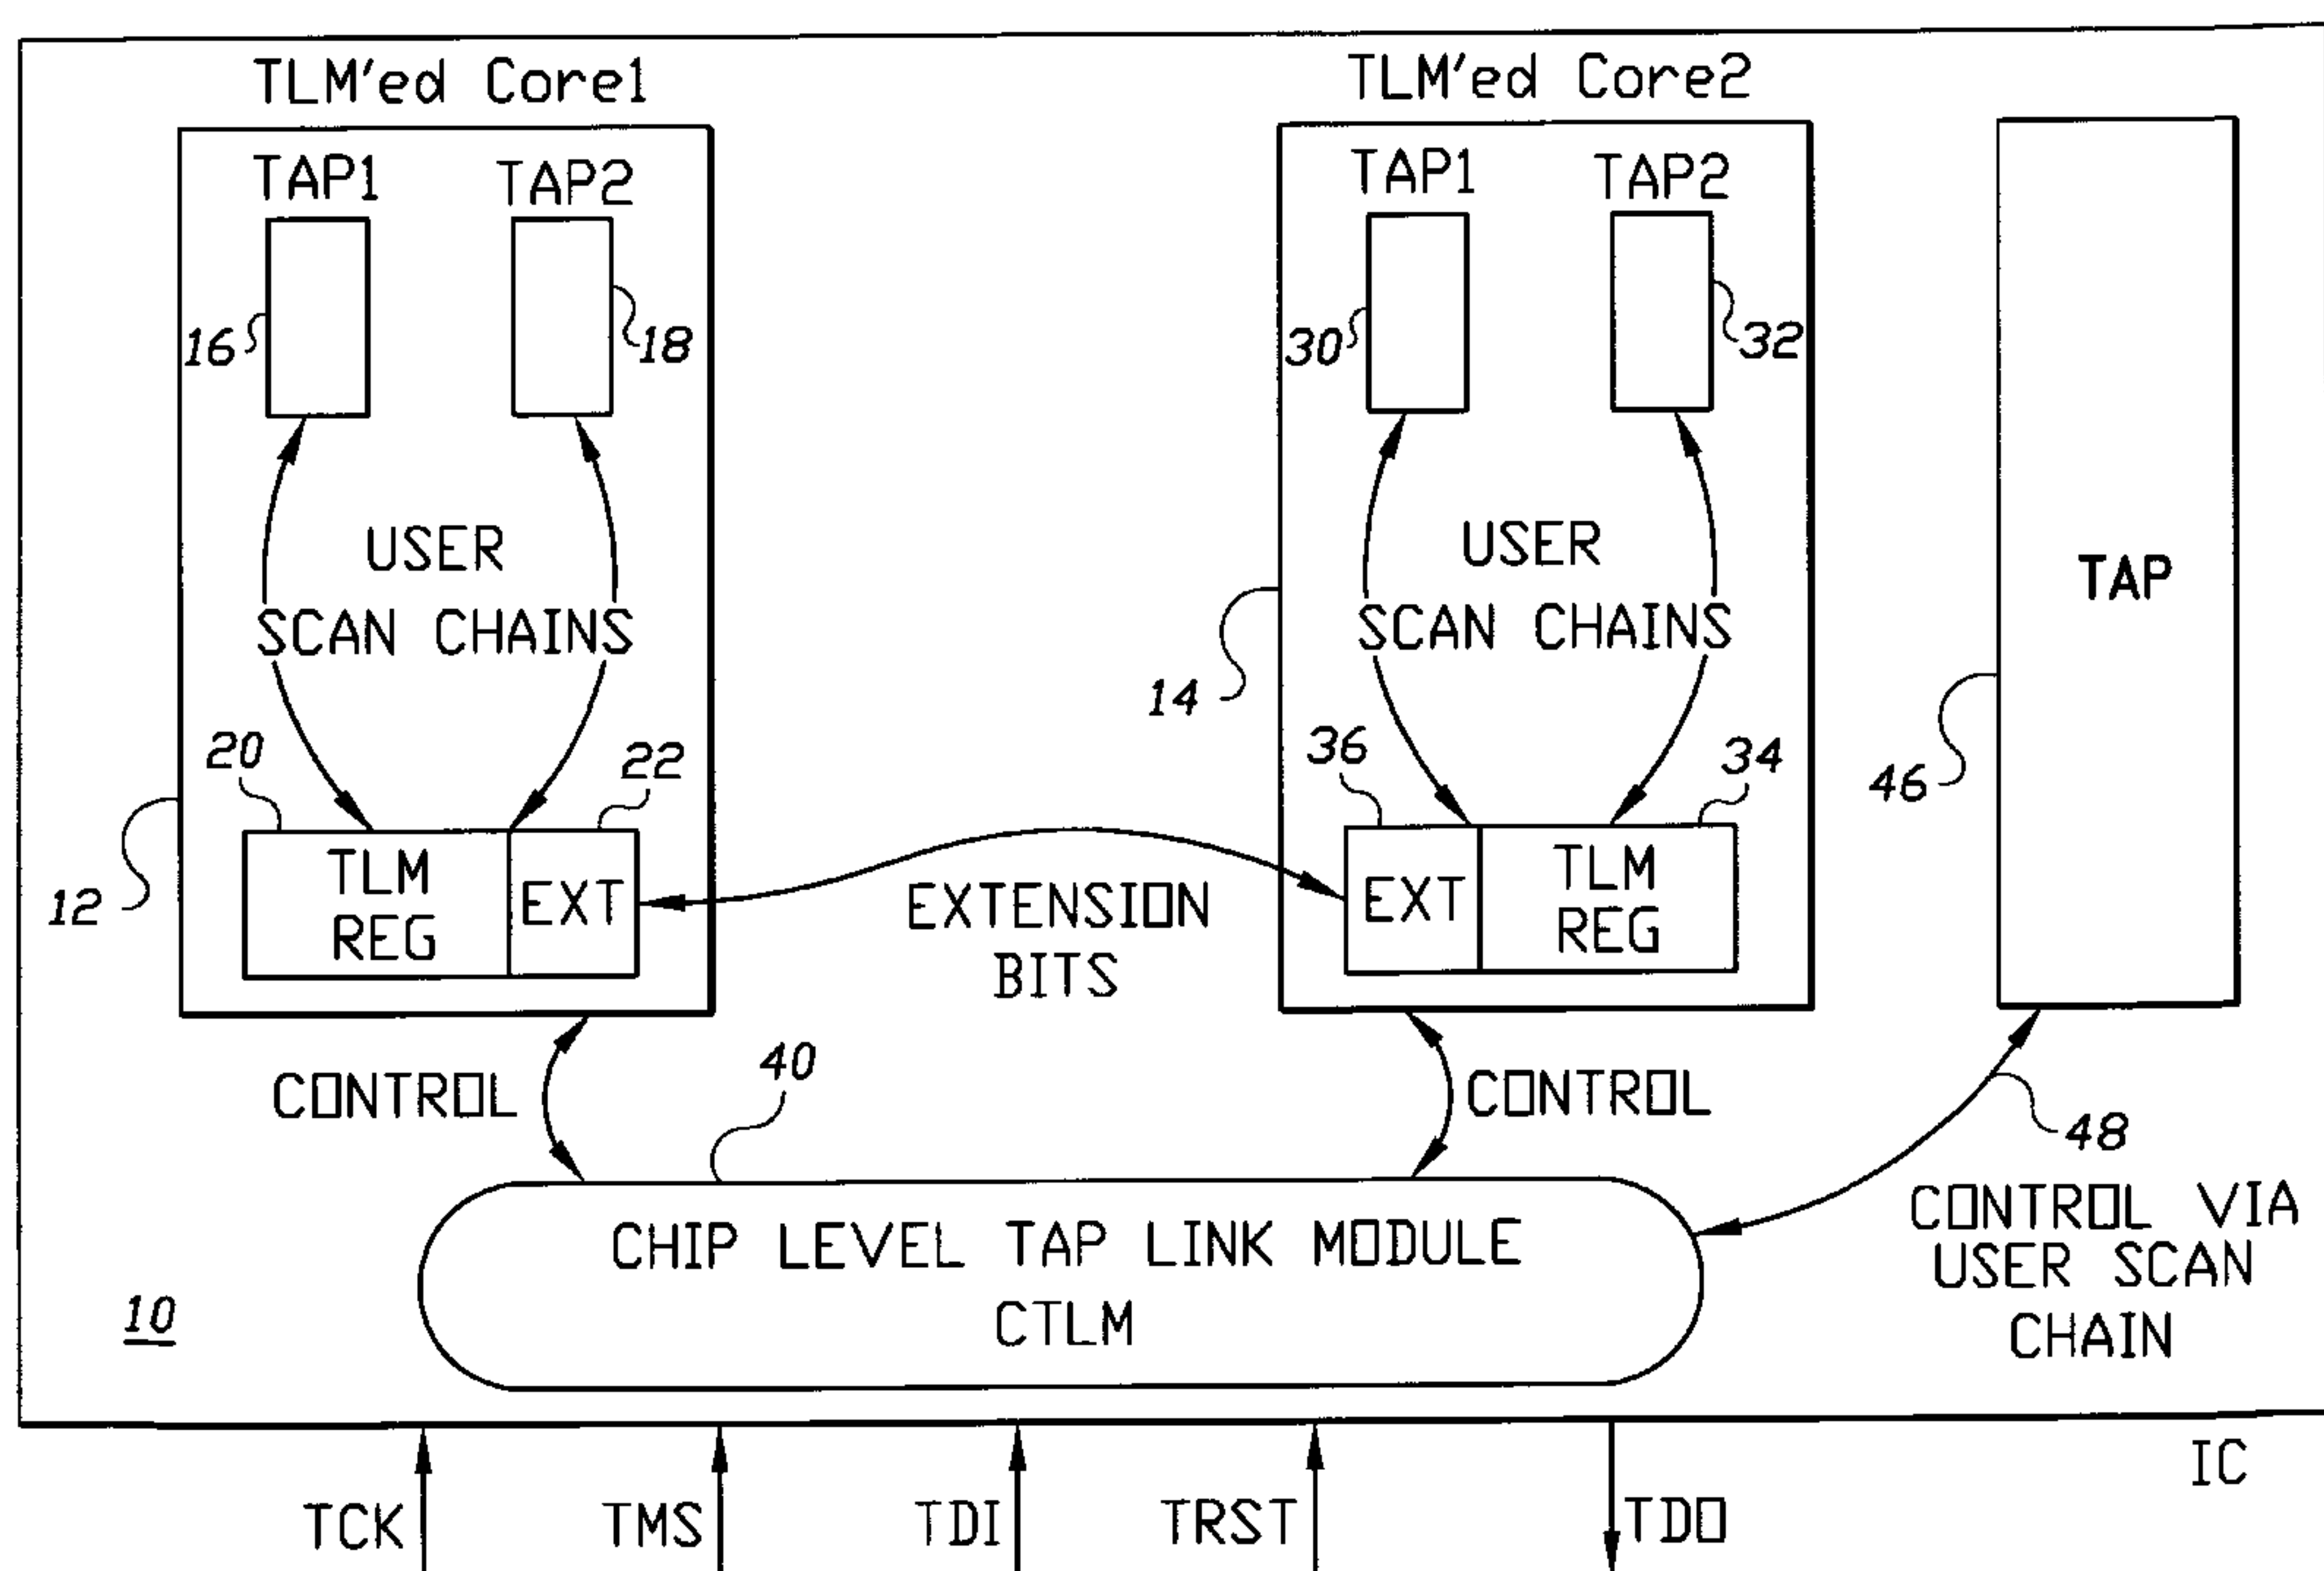 TLM'ed Core1
TLM'ed Core2
TAP1
TAP2
TAP1
TAP2
16
18
30
32
USER
SCAN CHAINS
USER
SCAN CHAINS
TAP
14
46
20
22
36
34
12
TLM
REG
EXT
EXTENSION
BITS
EXT
TLM
REG
CONTROL
40
CONTROL
48
CONTROL VIA
USER SCAN
CHAIN
CHIP LEVEL TAP LINK MODULE
CTLM
10
IC
TCK
TMS
TDI
TRST
TDO